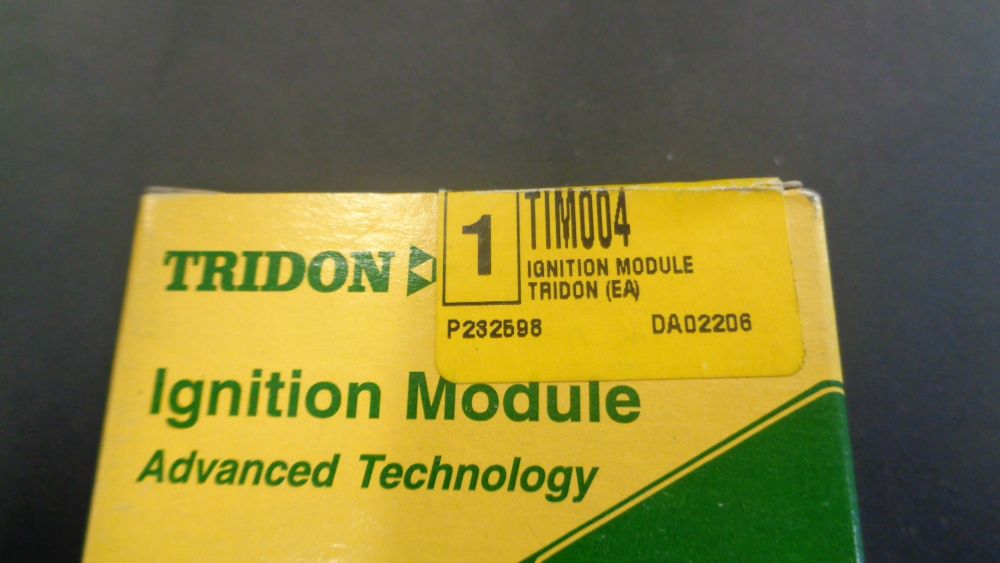 TRIDON
1
TIM004
IGNITION MODULE
TRIDON (EA)
P232598 DA02206
Ignition Module
Advanced Technology